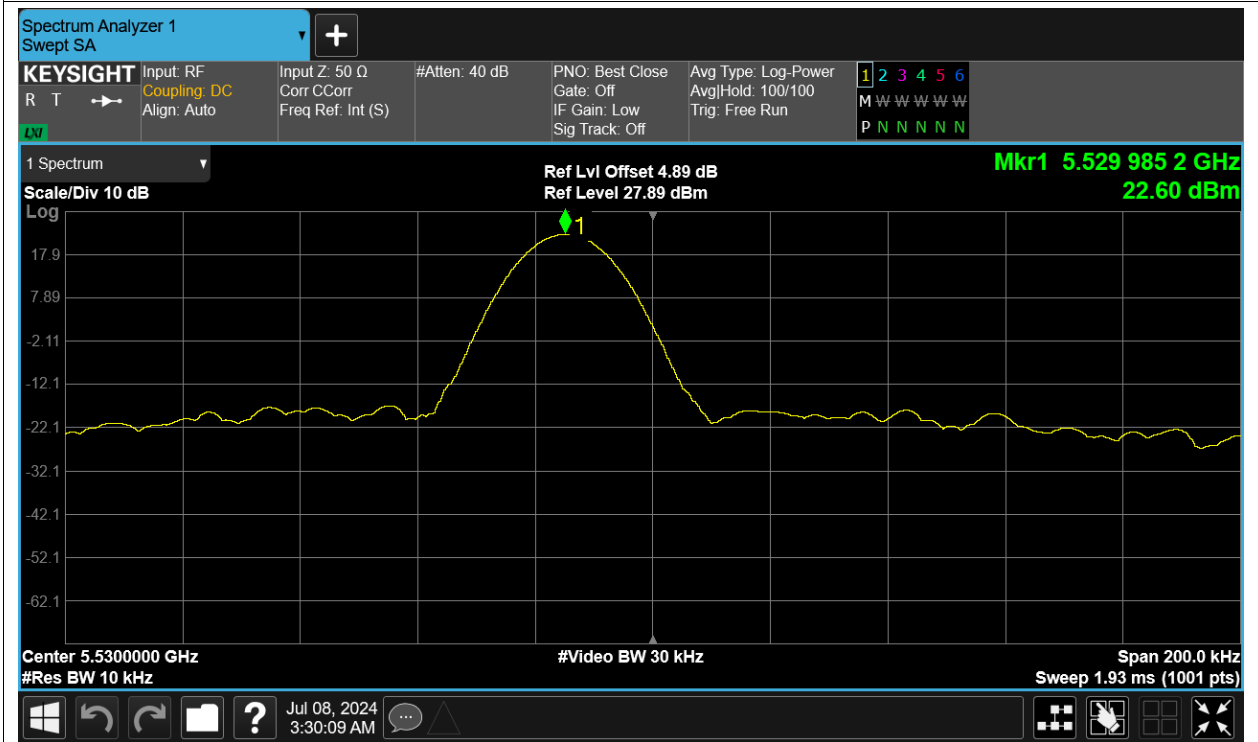 Spectrum Analyzer 1
Swept SA
KEYSIGHT
R T
LXI
Input: RF
Coupling: DC
Align: Auto
Input Z: 50 Ω
Corr CCorr
Freq Ref: Int (S)
#Atten: 40 dB
PNO: Best Close
Gate: Off
IF Gain: Low
Sig Track: Off
Avg Type: Log-Power
Avg|Hold: 100/100
Trig: Free Run
1 2 3 4 5 6
M W W W W W
P N N N N N
1 Spectrum
Scale/Div 10 dB
Log
Ref Lvl Offset 4.89 dB
Ref Level 27.89 dBm
Mkr1 5.529 985 2 GHz
22.60 dBm
1
17.9
7.89
-2.11
-12.1
-22.1
-32.1
-42.1
-52.1
-62.1
Center 5.5300000 GHz
#Res BW 10 kHz
#Video BW 30 kHz
Span 200.0 kHz
Sweep 1.93 ms (1001 pts)
?
Jul 08, 2024
3:30:09 AM